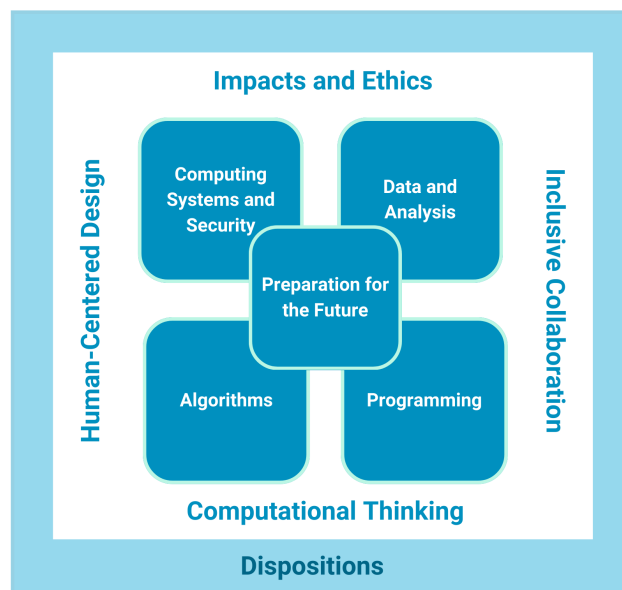 Impacts and Ethics
Human-Centered Design
Computing
Systems and
Security
Data and
Analysis
Inclusive Collaboration
Preparation for
the Future
Algorithms
Programming
Computational Thinking
Dispositions